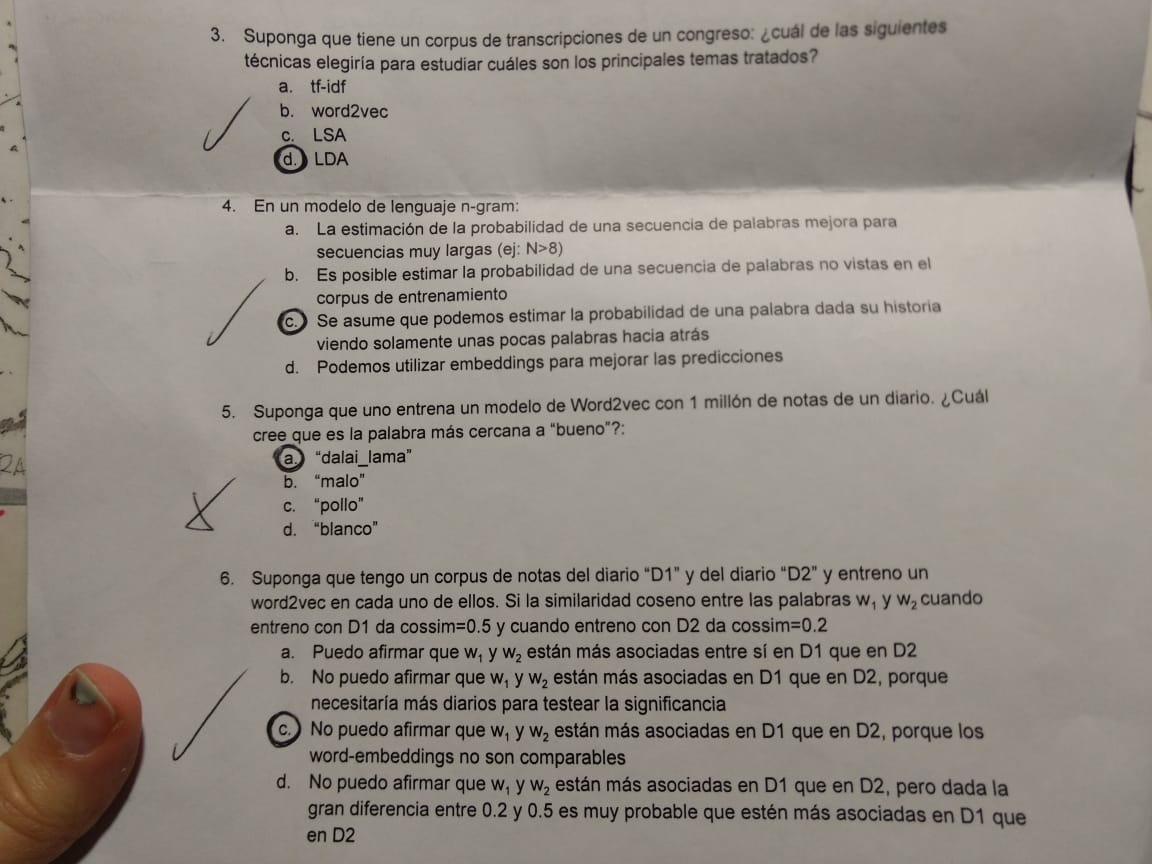 3. Suponga que tiene un corpus de transcripciones de un congreso: ¿cuál de las siguientes
técnicas elegiría para estudiar cuáles son los principales temas tratados?
a. tf-idf
b. word2vec
c. LSA
d. LDA
4. En un modelo de lenguaje n-gram:
a. La estimación de la probabilidad de una secuencia de palabras mejora para
secuencias muy largas (ej: N>8)
b. Es posible estimar la probabilidad de una secuencia de palabras no vistas en el
corpus de entrenamiento
c. Se asume que podemos estimar la probabilidad de una palabra dada su historia
viendo solamente unas pocas palabras hacia atrás
d. Podemos utilizar embeddings para mejorar las predicciones
5. Suponga que uno entrena un modelo de Word2vec con 1 millón de notas de un diario. ¿Cuál
cree que es la palabra más cercana a “bueno”?:
a. “dalai_lama”
b. “malo”
c. “pollo”
d. “blanco”
6. Suponga que tengo un corpus de notas del diario “D1” y del diario “D2” y entreno un
word2vec en cada uno de ellos. Si la similaridad coseno entre las palabras w₁ y w₂ cuando
entreno con D1 da cossim=0.5 y cuando entreno con D2 da cossim=0.2
a. Puedo afirmar que w₁ y w₂ están más asociadas entre sí en D1 que en D2
b. No puedo afirmar que w₁ y w₂ están más asociadas en D1 que en D2, porque
necesitaría más diarios para testear la significancia
c. No puedo afirmar que w₁ y w₂ están más asociadas en D1 que en D2, porque los
word-embeddings no son comparables
d. No puedo afirmar que w₁ y w₂ están más asociadas en D1 que en D2, pero dada la
gran diferencia entre 0.2 y 0.5 es muy probable que estén más asociadas en D1 que
en D2